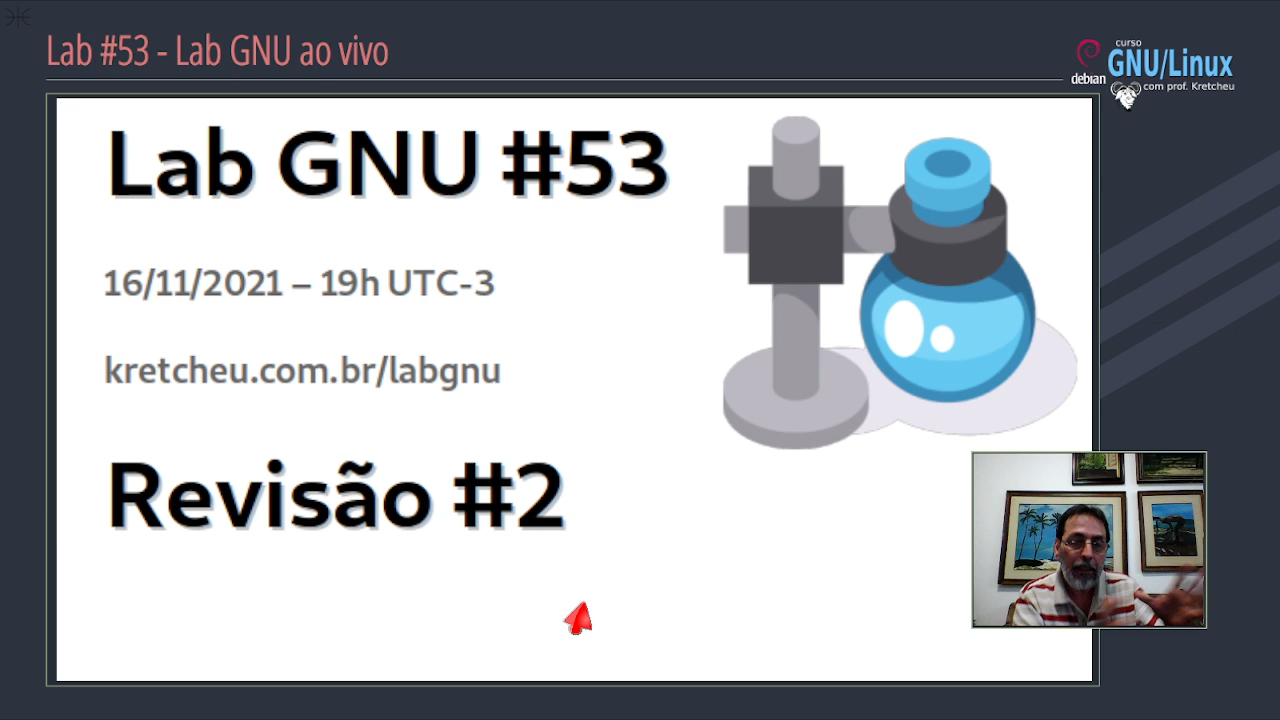 Lab #53 - Lab GNU ao vivo
curso
debian
GNU/Linux
com prof. Kretcheu
Lab GNU #53
16/11/2021 – 19h UTC-3
kretcheu.com.br/labgnu
Revisão #2